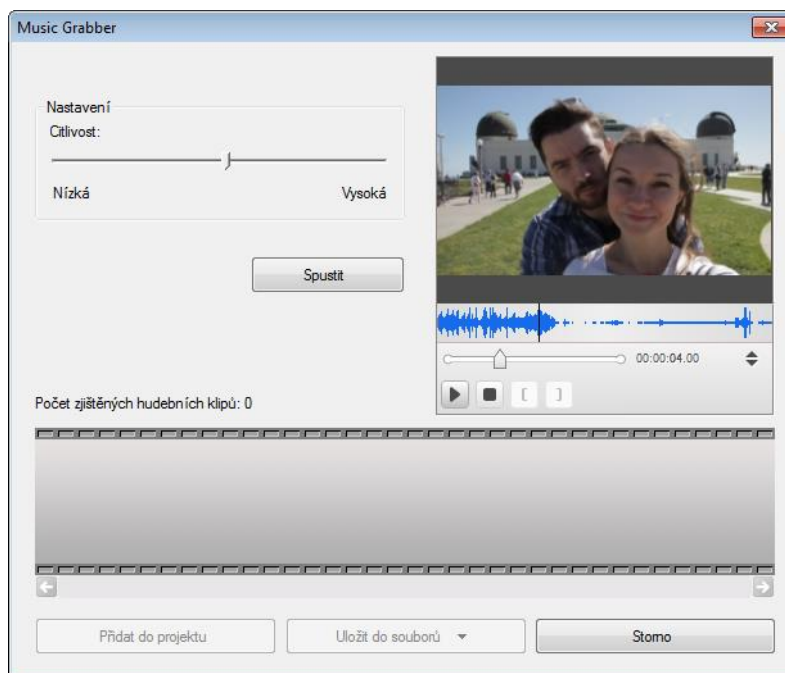 Music Grabber
Nastavení
Citlivost:
Nízká
Vysoká
Spustit
00:00:04.00
Počet zjištěných hudebních klipů: 0
Přidat do projektu
Uložit do souborů
Storno